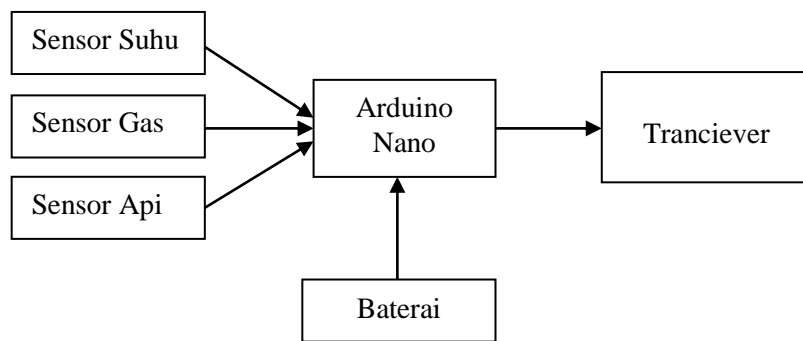 Sensor Suhu
Sensor Gas
Sensor Api
Arduino
Nano
Tranciever
Baterai